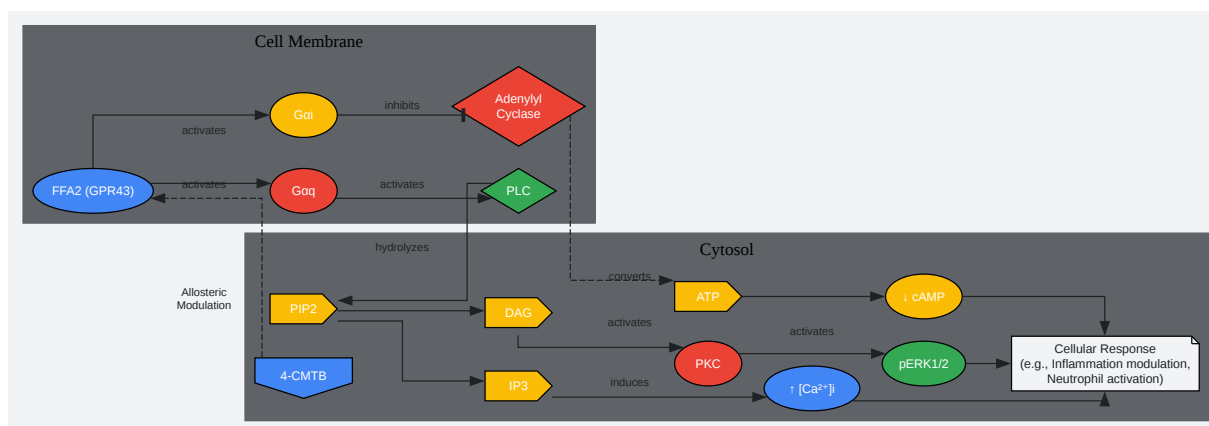 Cell Membrane
Adenylyl
Cyclase
Gαi
inhibits
activates
FFA2 (GPR43)
activates
Gαq
activates
PLC
hydrolyzes
Cytosol
converts
Allosteric
Modulation
PIP2
DAG
ATP
↓ cAMP
activates
activates
Cellular Response
(e.g., Inflammation modulation,
Neutrophil activation)
PKC
pERK1/2
4-CMTB
IP3
induces
↑ [Ca²⁺]i